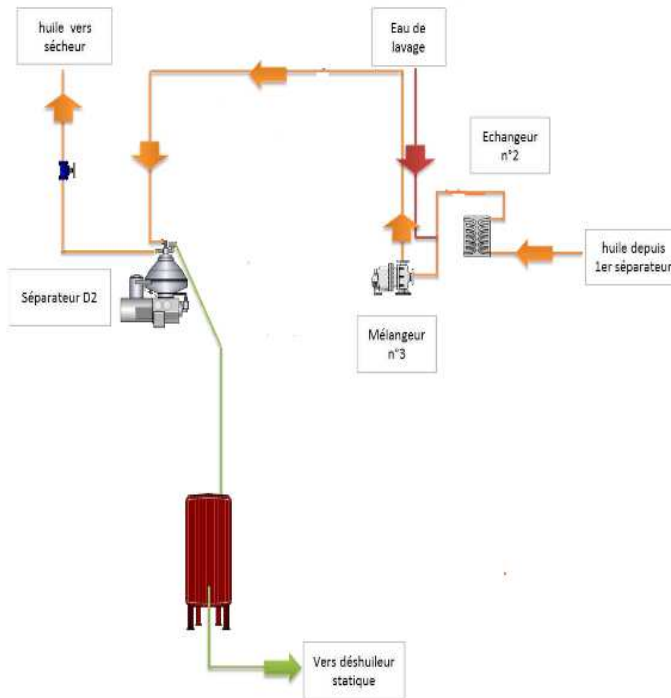 huile vers
sécheur
Eau de
lavage
Echangeur
n°2
huile depuis
1er séparateur
Séparateur D2
Mélangeur
n°3
Vers déshuileur
statique